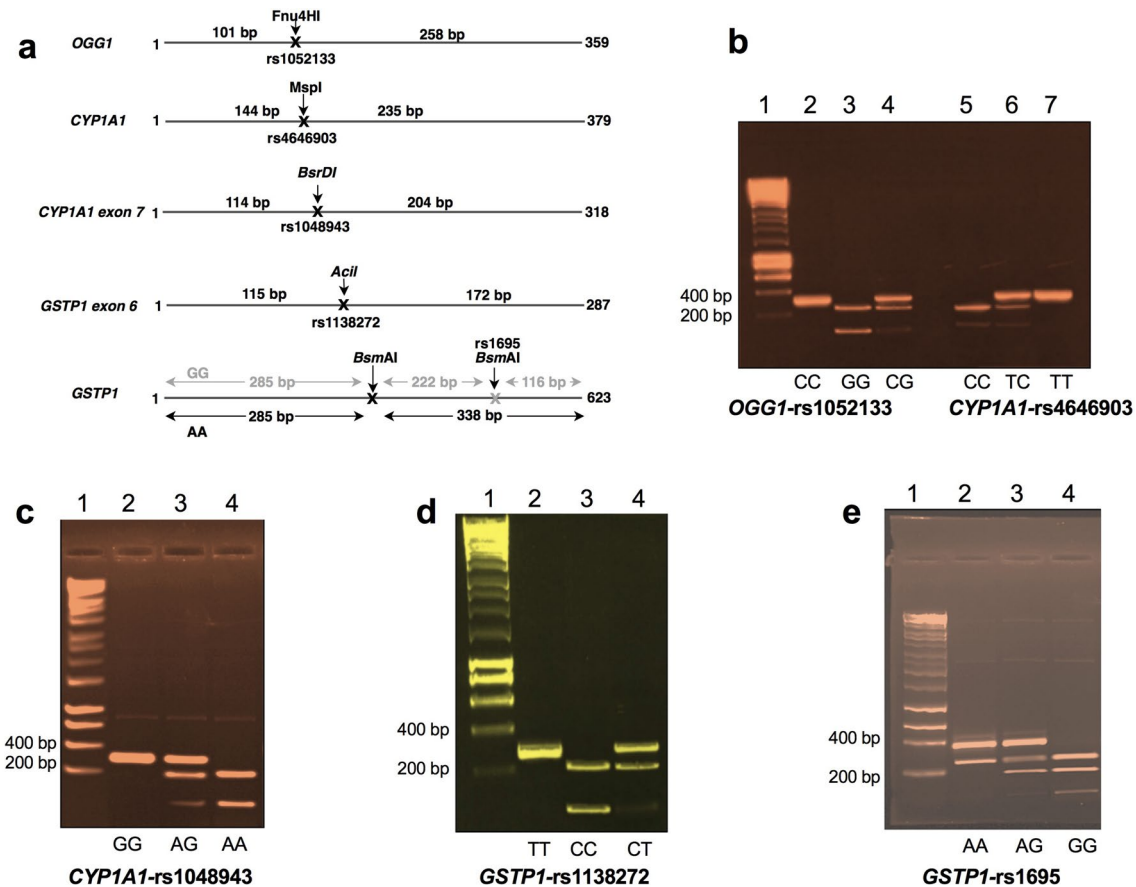 a
Fnu4HI
OGG1 1 101 bp X 258 bp 359
rs1052133
MspI
CYP1A1 1 144 bp X 235 bp 379
rs4646903
BsrDI
CYP1A1 exon 7 1 114 bp X 204 bp 318
rs1048943
AciI
GSTP1 exon 6 1 115 bp X 172 bp 287
rs1138272
rs1695
BsmAI BsmAI
GG
285 bp 222 bp 116 bp
GSTP1 1 X X 623
285 bp 338 bp
AA
b
1 2 3 4 5 6 7
400 bp
200 bp
CC GG CG CC TC TT
OGG1-rs1052133 CYP1A1-rs4646903
c
1 2 3 4
400 bp
200 bp
GG AG AA
CYP1A1-rs1048943
d
1 2 3 4
400 bp
200 bp
TT CC CT
GSTP1-rs1138272
e
1 2 3 4
400 bp
200 bp
AA AG GG
GSTP1-rs1695